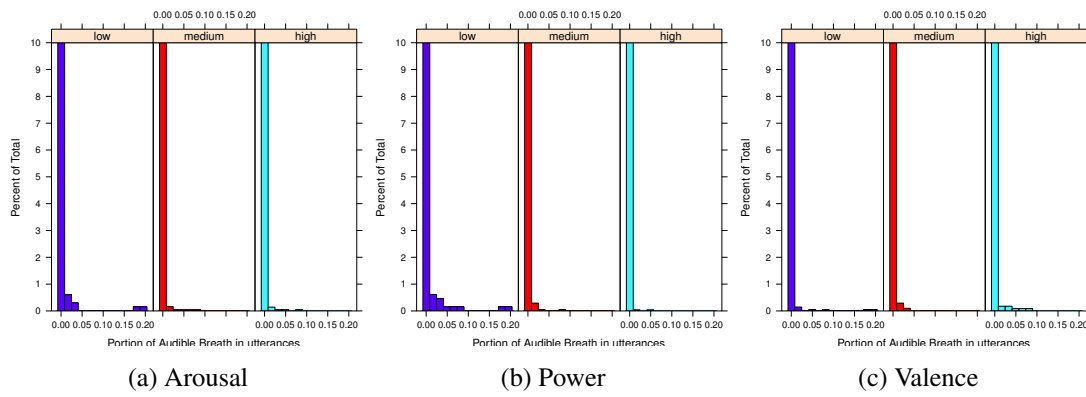 0.00 0.05 0.10 0.15 0.20
low medium high
10
9
8
7
6
5
4
3
2
1
0
Percent of Total
0.00 0.05 0.10 0.15 0.20 0.00 0.05 0.10 0.15 0.20
Portion of Audible Breath in utterances
(a) Arousal
0.00 0.05 0.10 0.15 0.20
low medium high
10
9
8
7
6
5
4
3
2
1
0
Percent of Total
0.00 0.05 0.10 0.15 0.20 0.00 0.05 0.10 0.15 0.20
Portion of Audible Breath in utterances
(b) Power
0.00 0.05 0.10 0.15 0.20
low medium high
10
9
8
7
6
5
4
3
2
1
0
Percent of Total
0.00 0.05 0.10 0.15 0.20 0.00 0.05 0.10 0.15 0.20
Portion of Audible Breath in utterances
(c) Valence